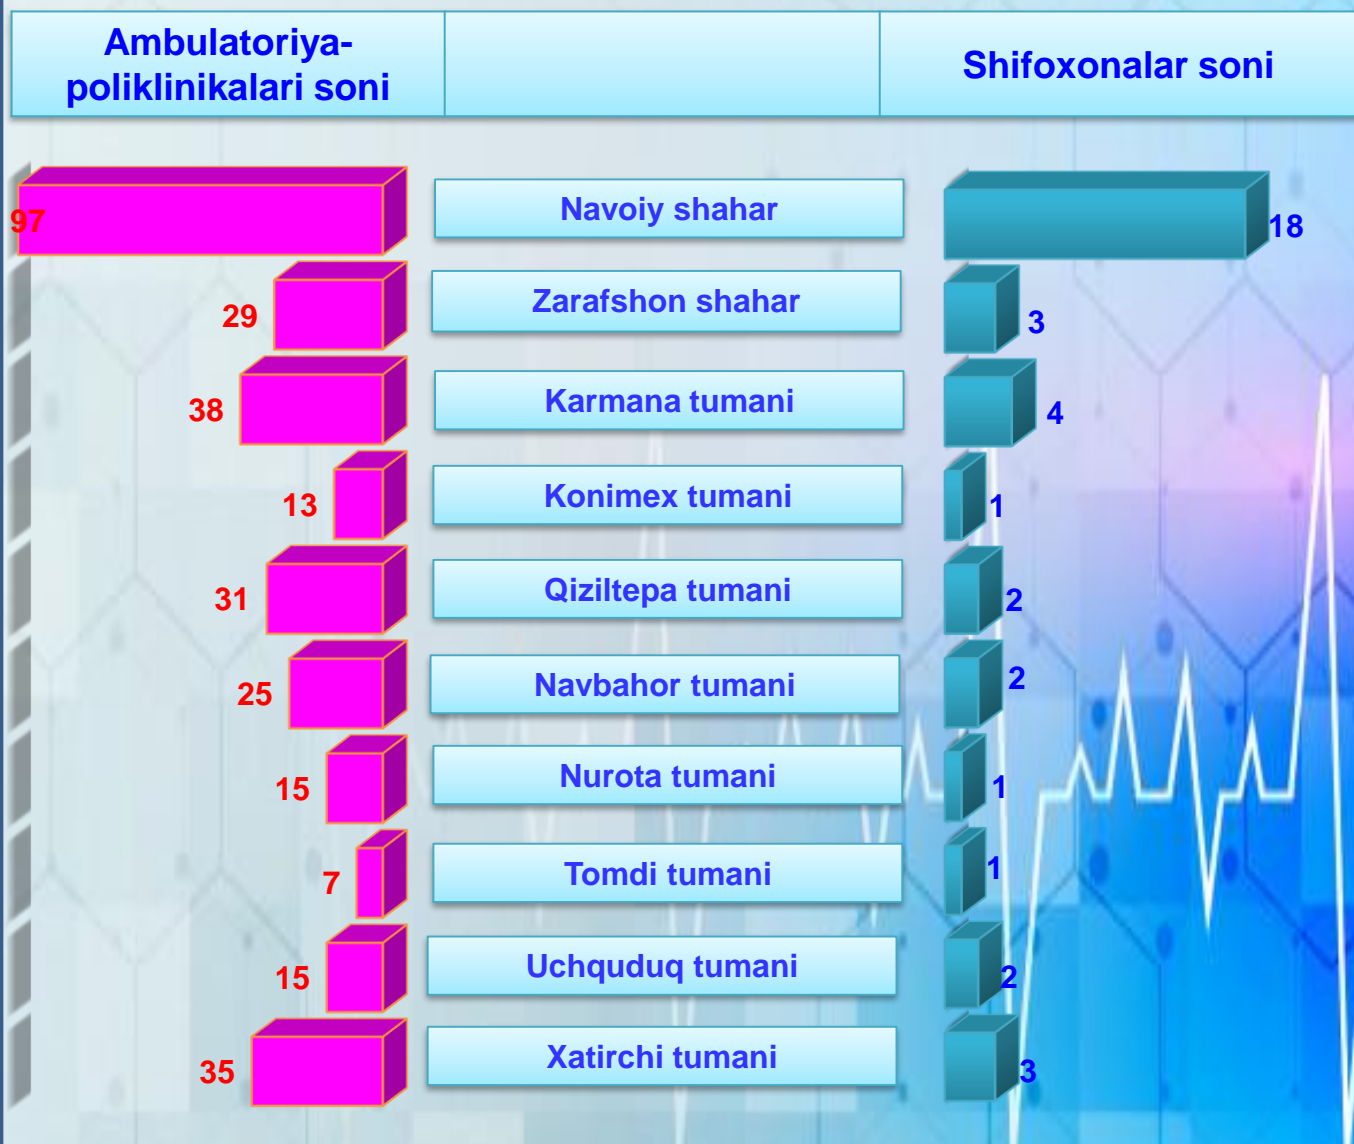 Ambulatoriya-
poliklinikalari soni
Shifoxonalar soni
97
Navoiy shahar
18
29
Zarafshon shahar
3
38
Karmana tumani
4
13
Konimex tumani
1
31
Qiziltepa tumani
2
25
Navbahor tumani
2
15
Nurota tumani
1
7
Tomdi tumani
1
15
Uchquduq tumani
2
35
Xatirchi tumani
3